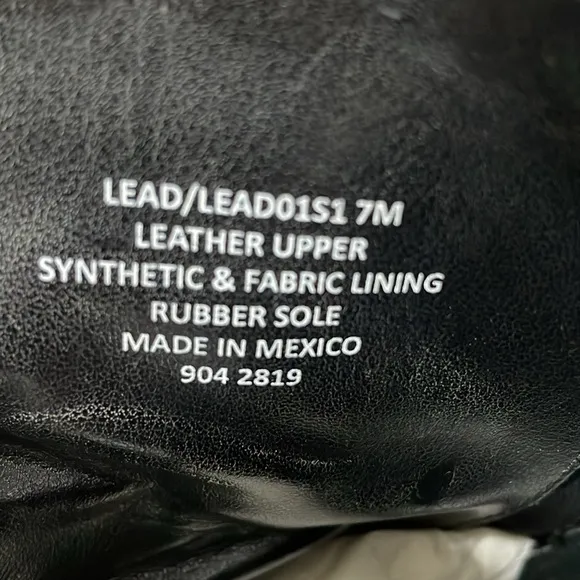 LEAD/LEAD01S1 7M
LEATHER UPPER
SYNTHETIC & FABRIC LINING
RUBBER SOLE
MADE IN MEXICO
904 2819